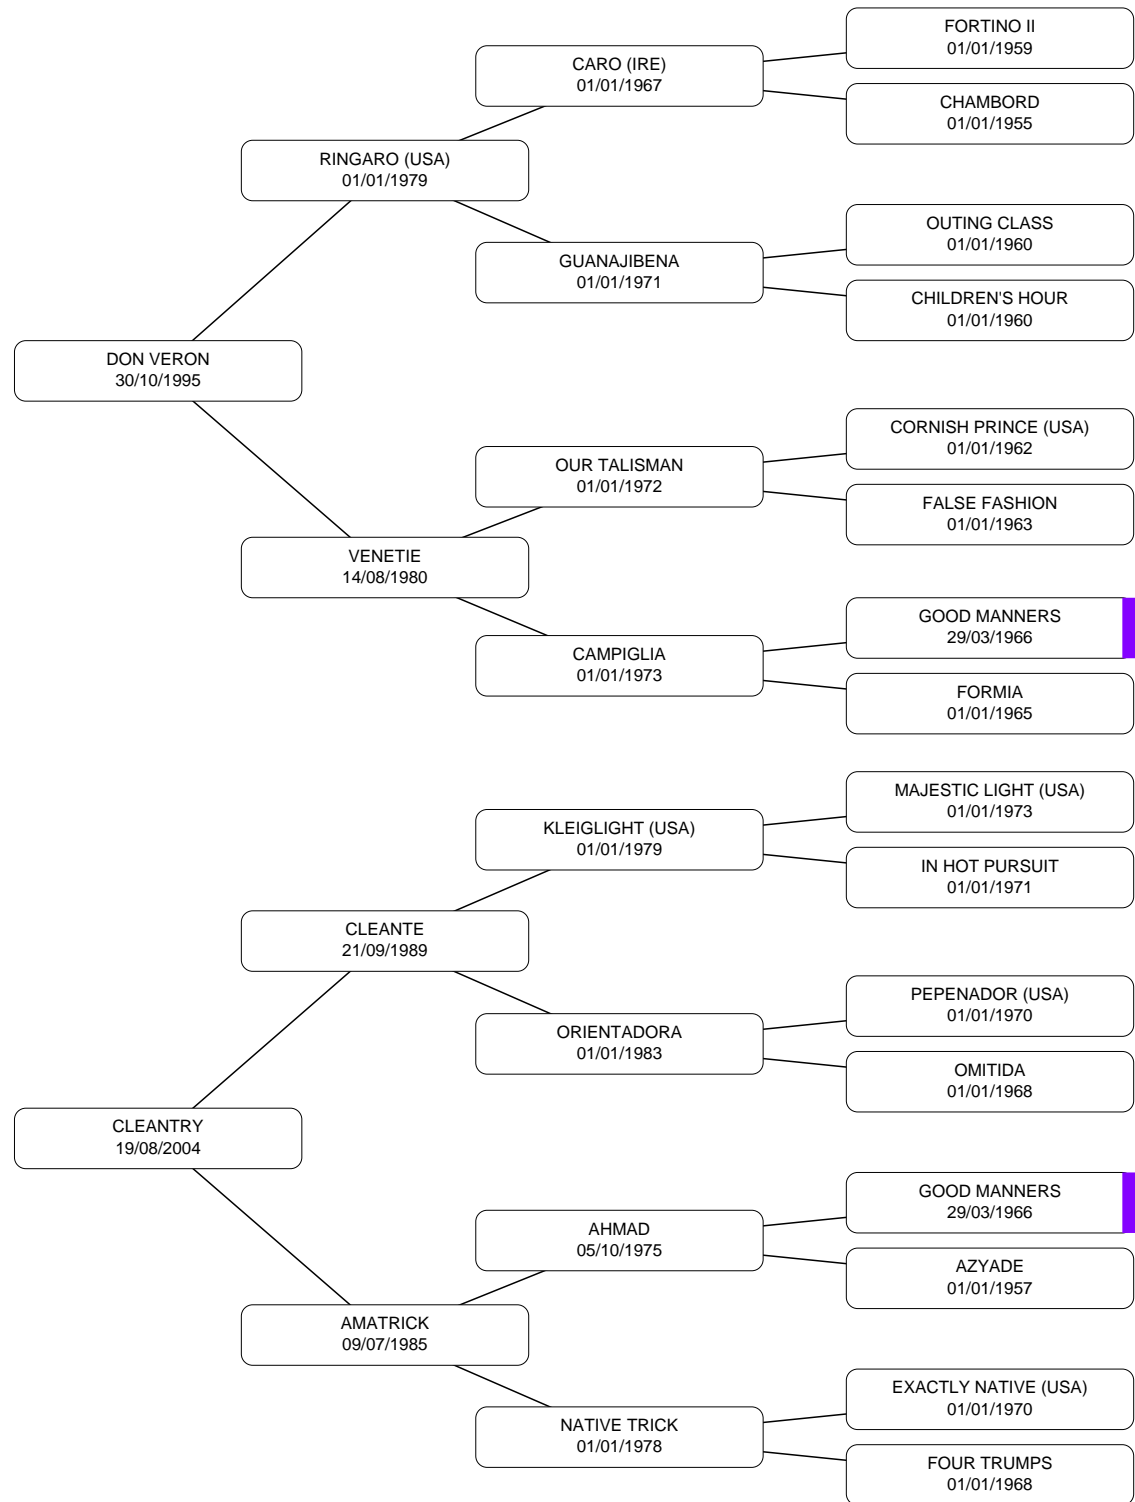 FORTINO II
01/01/1959
CARO (IRE)
01/01/1967
CHAMBORD
01/01/1955
RINGARO (USA)
01/01/1979
OUTING CLASS
01/01/1960
GUANAJIBENA
01/01/1971
CHILDREN'S HOUR
01/01/1960
DON VERON
30/10/1995
CORNISH PRINCE (USA)
01/01/1962
OUR TALISMAN
01/01/1972
FALSE FASHION
01/01/1963
VENETIE
14/08/1980
GOOD MANNERS
29/03/1966
CAMPIGLIA
01/01/1973
FORMIA
01/01/1965
MAJESTIC LIGHT (USA)
01/01/1973
KLEIGLIGHT (USA)
01/01/1979
IN HOT PURSUIT
01/01/1971
CLEANTE
21/09/1989
PEPENADOR (USA)
01/01/1970
ORIENTADORA
01/01/1983
OMITIDA
01/01/1968
CLEANTRY
19/08/2004
GOOD MANNERS
29/03/1966
AHMAD
05/10/1975
AZYADE
01/01/1957
AMATRICK
09/07/1985
EXACTLY NATIVE (USA)
01/01/1970
NATIVE TRICK
01/01/1978
FOUR TRUMPS
01/01/1968